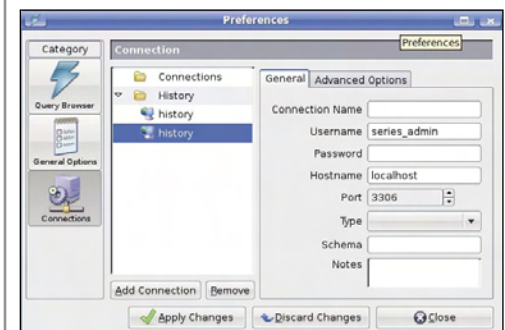 Preferences
Preferences
Category
Connection
Query Browser
General Options
Connections
Connections
History
history
history
Add Connection
Remove
General
Advanced Options
Connection Name
Username series_admin
Password
Hostname localhost
Port 3306
Type
Schema
Notes
Apply Changes
Discard Changes
Close